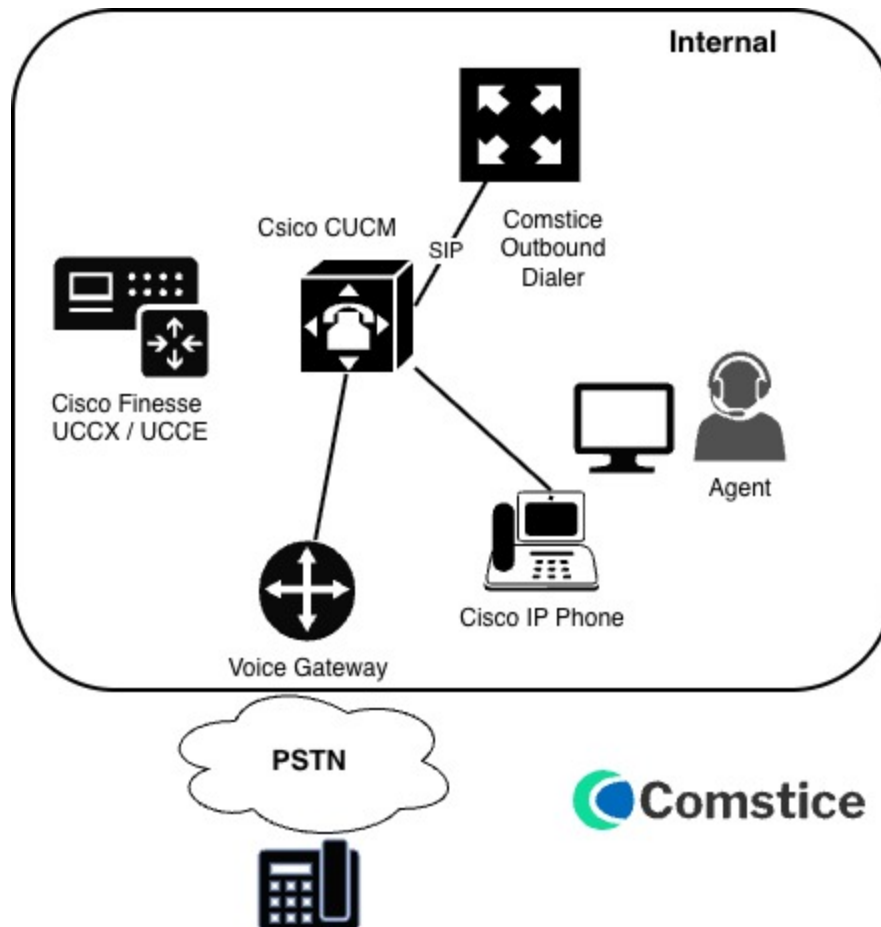 Internal
Csico CUCM
SIP
Comstice
Outbound
Dialer
Cisco Finesse
UCCX / UCCE
Agent
Cisco IP Phone
Voice Gateway
PSTN
Comstice